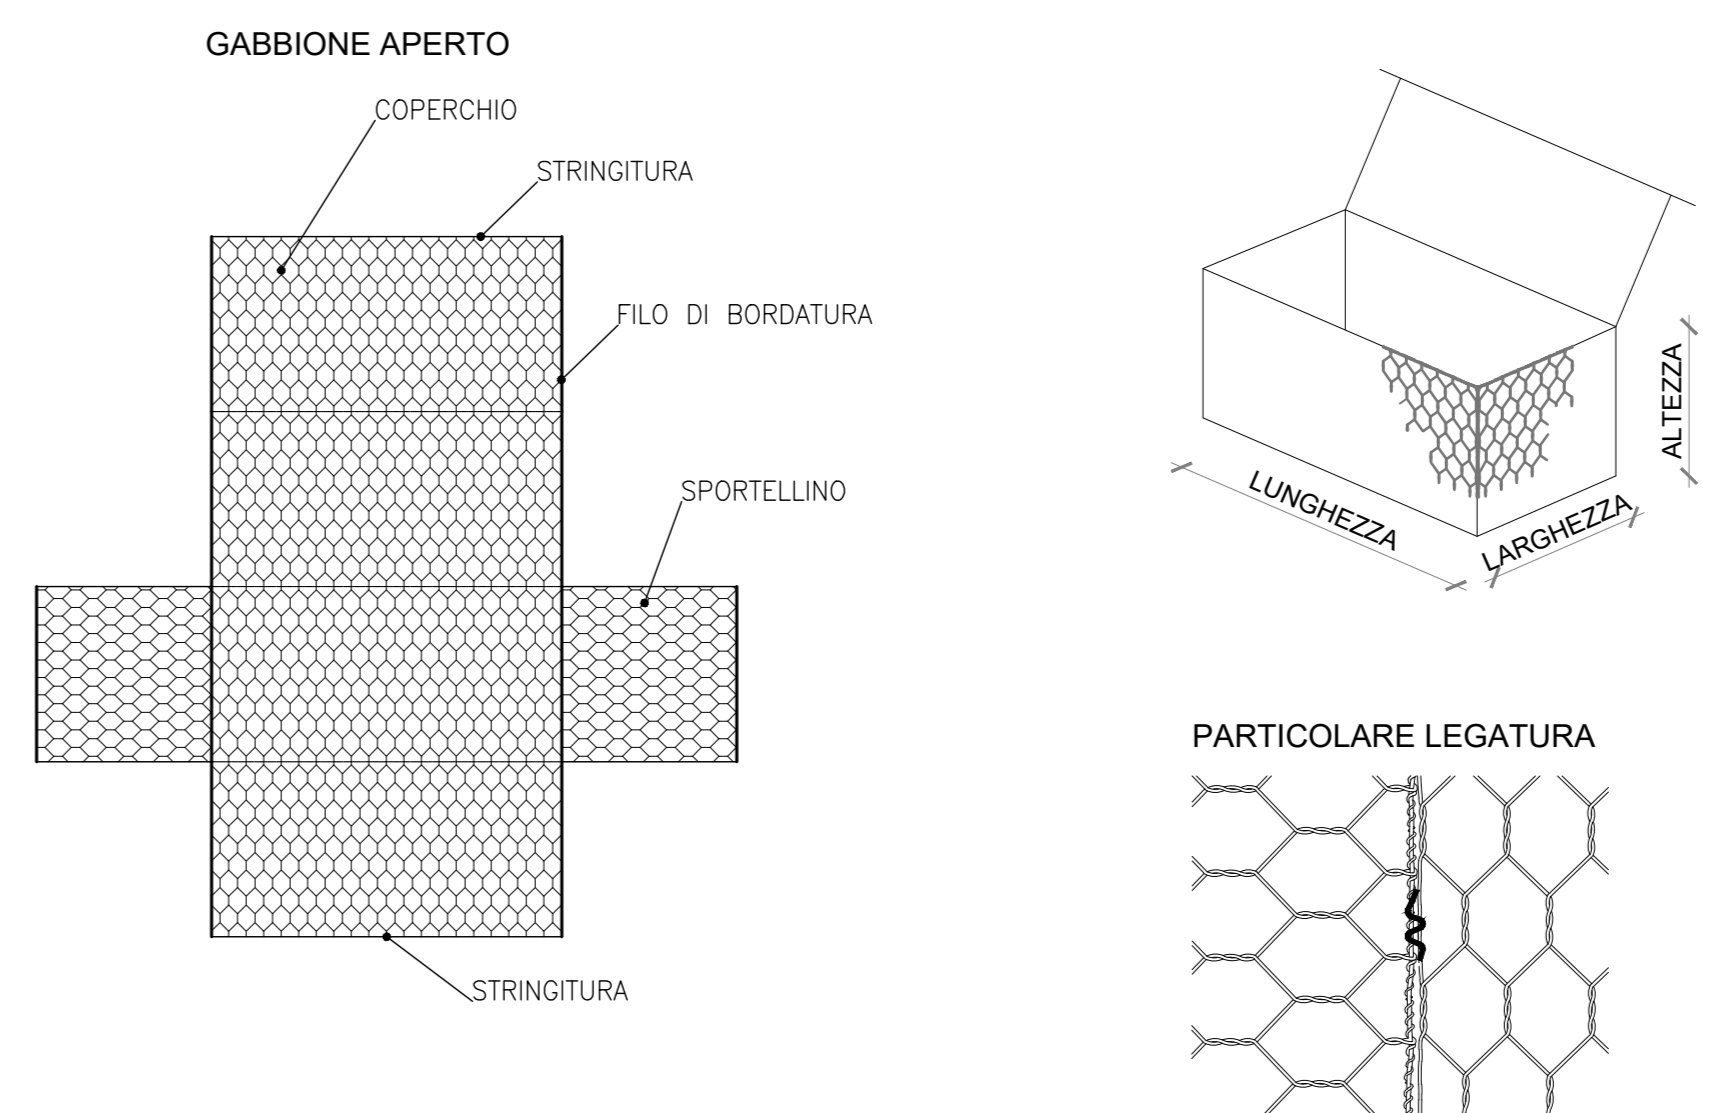 GABBIONE APERTO
COPERCHIO
STRINGITURA
FILO DI BORDATURA
SPORTELLINO
STRINGITURA
ALTEZZA
LUNGHEZZA
LARGHEZZA
PARTICOLARE LEGATURA